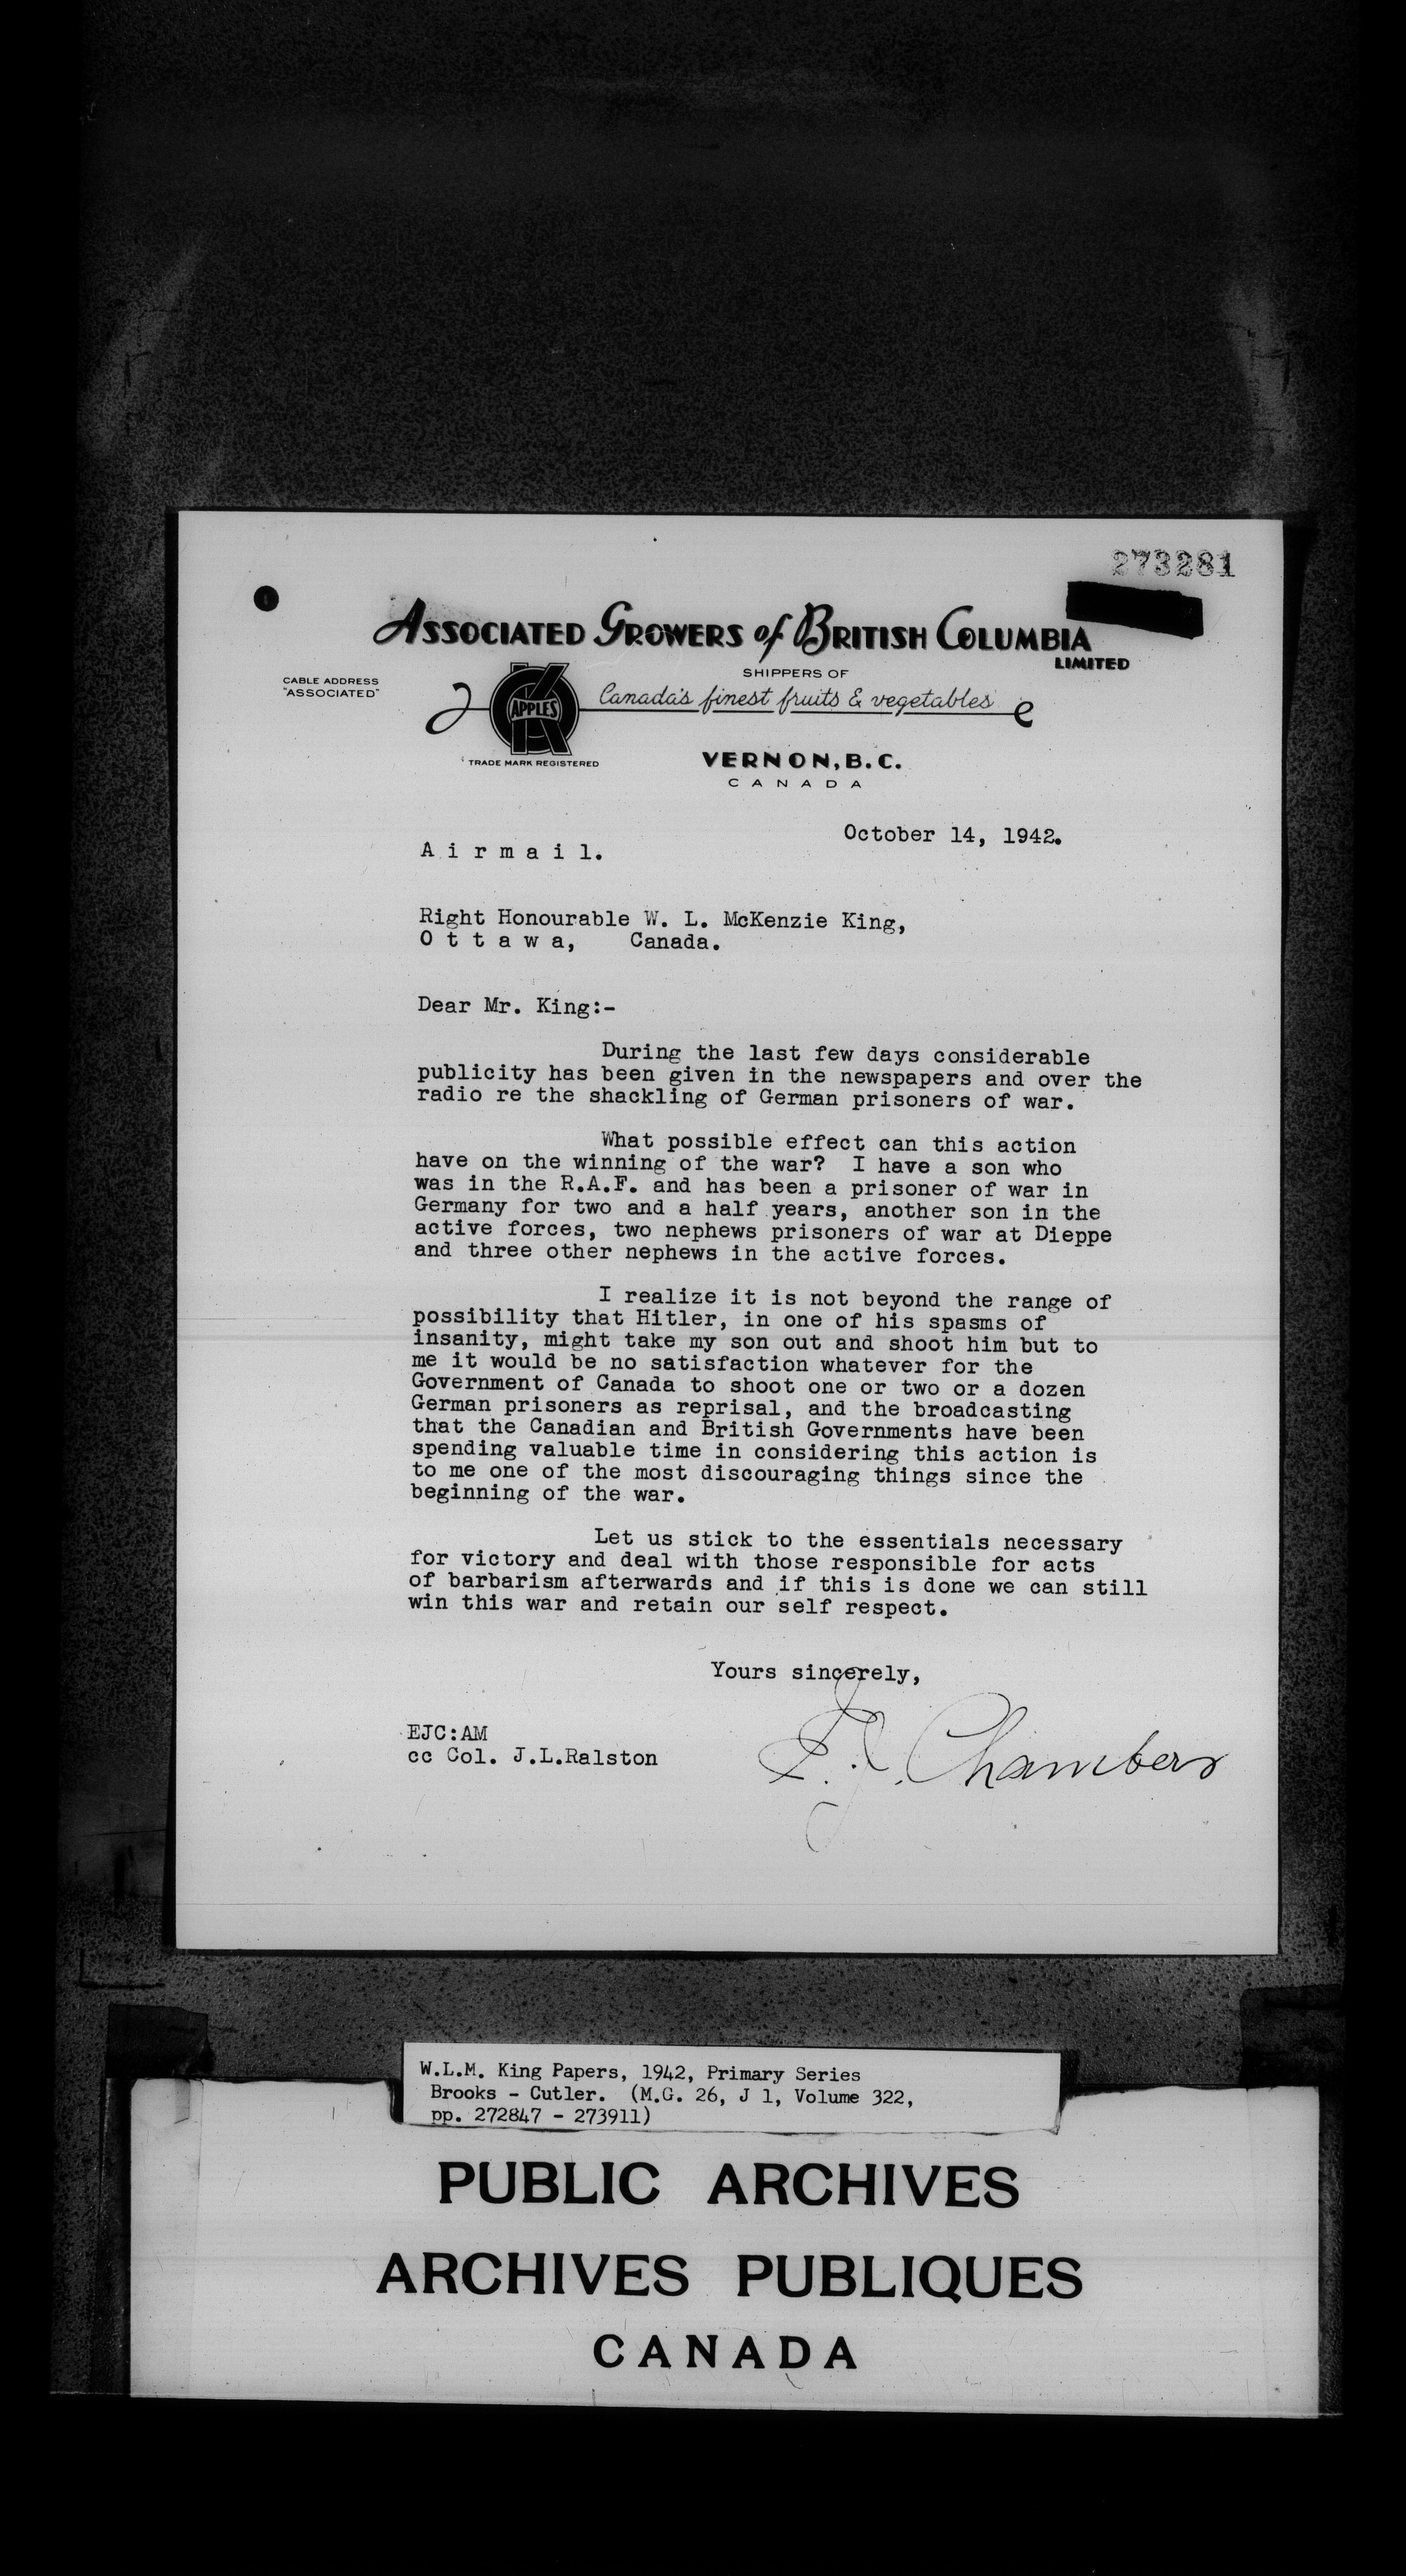 273281
ASSOCIATED GROWERS of BRITISH COLUMBIA
LIMITED
CABLE ADDRESS
"ASSOCIATED"
SHIPPERS OF
Canada's finest fruits & vegetables
OK
APPLES
TRADE MARK REGISTERED
VERNON, B.C.
CANADA
October 14, 1942.
A i r m a i l.
Right Honourable W. L. McKenzie King,
O t t a w a, Canada.
Dear Mr. King:-
During the last few days considerable
publicity has been given in the newspapers and over the
radio re the shackling of German prisoners of war.
What possible effect can this action
have on the winning of the war? I have a son who
was in the R.A.F. and has been a prisoner of war in
Germany for two and a half years, another son in the
active forces, two nephews prisoners of war at Dieppe
and three other nephews in the active forces.
I realize it is not beyond the range of
possibility that Hitler, in one of his spasms of
insanity, might take my son out and shoot him but to
me it would be no satisfaction whatever for the
Government of Canada to shoot one or two or a dozen
German prisoners as reprisal, and the broadcasting
that the Canadian and British Governments have been
spending valuable time in considering this action is
to me one of the most discouraging things since the
beginning of the war.
Let us stick to the essentials necessary
for victory and deal with those responsible for acts
of barbarism afterwards and if this is done we can still
win this war and retain our self respect.
Yours sincerely,
E.J. Chambers
EJC:AM
cc Col. J.L.Ralston
W.L.M. King Papers, 1942, Primary Series
Brooks - Cutler. (M.G. 26, J 1, Volume 322,
pp. 272847 - 273911)
PUBLIC ARCHIVES
ARCHIVES PUBLIQUES
CANADA